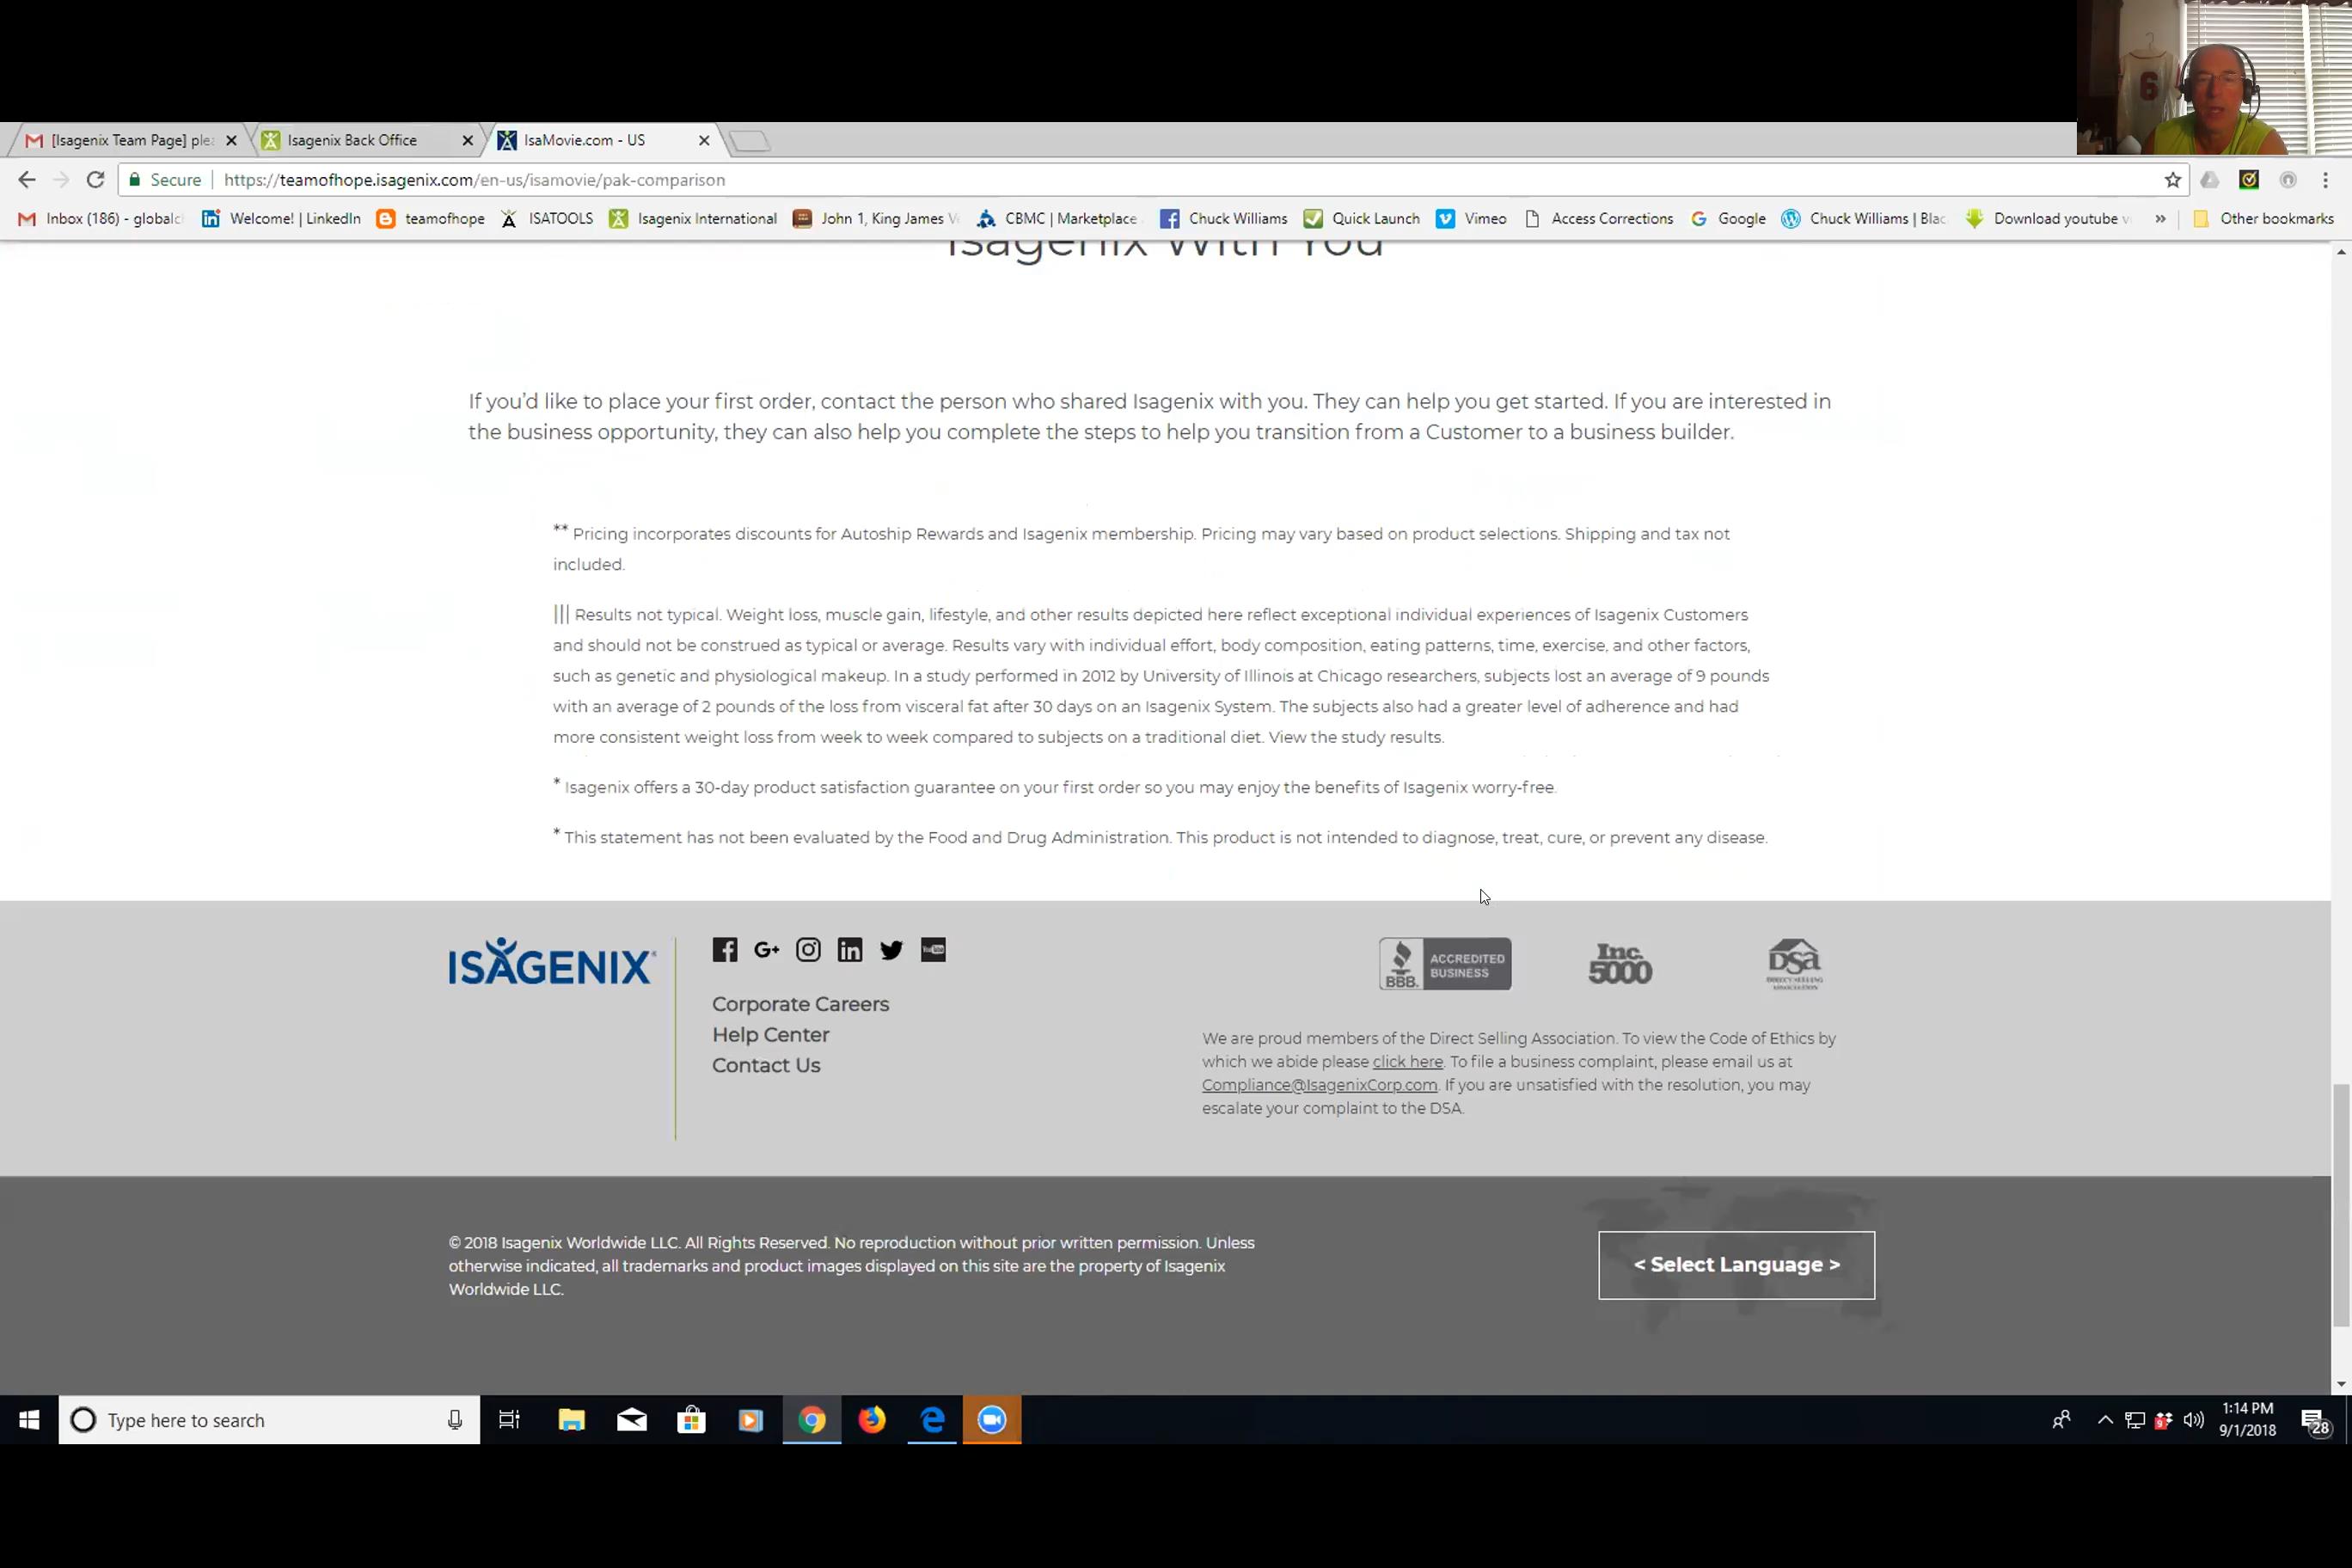 [Isagenix Team Page] ple
Isagenix Back Office
IsaMovie.com - US
6
Secure
https://teamofhope.isagenix.com/en-us/isamovie/pak-comparison
Inbox (186) - globalc
Welcome! | LinkedIn
teamofhope
ISATOOLS
Isagenix International
John 1, King James V
CBMC | Marketplace
Chuck Williams
Quick Launch
Vimeo
Access Corrections
Google
Chuck Williams | Blac
Download youtube v
»
Other bookmarks
Isagenix With You
If you’d like to place your first order, contact the person who shared Isagenix with you. They can help you get started. If you are interested in
the business opportunity, they can also help you complete the steps to help you transition from a Customer to a business builder.
** Pricing incorporates discounts for Autoship Rewards and Isagenix membership. Pricing may vary based on product selections. Shipping and tax not
included.
||| Results not typical. Weight loss, muscle gain, lifestyle, and other results depicted here reflect exceptional individual experiences of Isagenix Customers
and should not be construed as typical or average. Results vary with individual effort, body composition, eating patterns, time, exercise, and other factors,
such as genetic and physiological makeup. In a study performed in 2012 by University of Illinois at Chicago researchers, subjects lost an average of 9 pounds
with an average of 2 pounds of the loss from visceral fat after 30 days on an Isagenix System. The subjects also had a greater level of adherence and had
more consistent weight loss from week to week compared to subjects on a traditional diet. View the study results.
* Isagenix offers a 30-day product satisfaction guarantee on your first order so you may enjoy the benefits of Isagenix worry-free.
* This statement has not been evaluated by the Food and Drug Administration. This product is not intended to diagnose, treat, cure, or prevent any disease.
ISAGENIX
G+
YouTube
Corporate Careers
Help Center
Contact Us
BBB. ACCREDITED
BUSINESS
Inc.
5000
DSA
DIRECT SELLING
ASSOCIATION
We are proud members of the Direct Selling Association. To view the Code of Ethics by
which we abide please click here. To file a business complaint, please email us at
Compliance@IsagenixCorp.com. If you are unsatisfied with the resolution, you may
escalate your complaint to the DSA.
© 2018 Isagenix Worldwide LLC. All Rights Reserved. No reproduction without prior written permission. Unless
otherwise indicated, all trademarks and product images displayed on this site are the property of Isagenix
Worldwide LLC.
< Select Language >
Type here to search
1:14 PM
9/1/2018
28